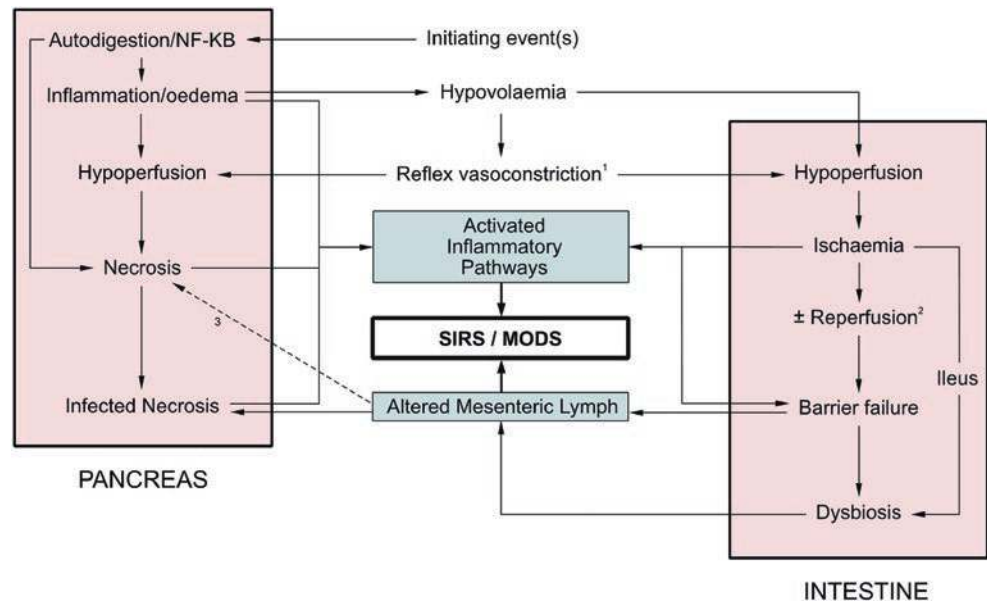 Autodigestion/NF-KB
Initiating event(s)
Inflammation/oedema
Hypovolaemia
Hypoperfusion
Reflex vasoconstriction¹
Hypoperfusion
Activated
Inflammatory
Pathways
Ischaemia
Necrosis
3
SIRS / MODS
± Reperfusion²
Ileus
Infected Necrosis
Altered Mesenteric Lymph
Barrier failure
PANCREAS
Dysbiosis
INTESTINE